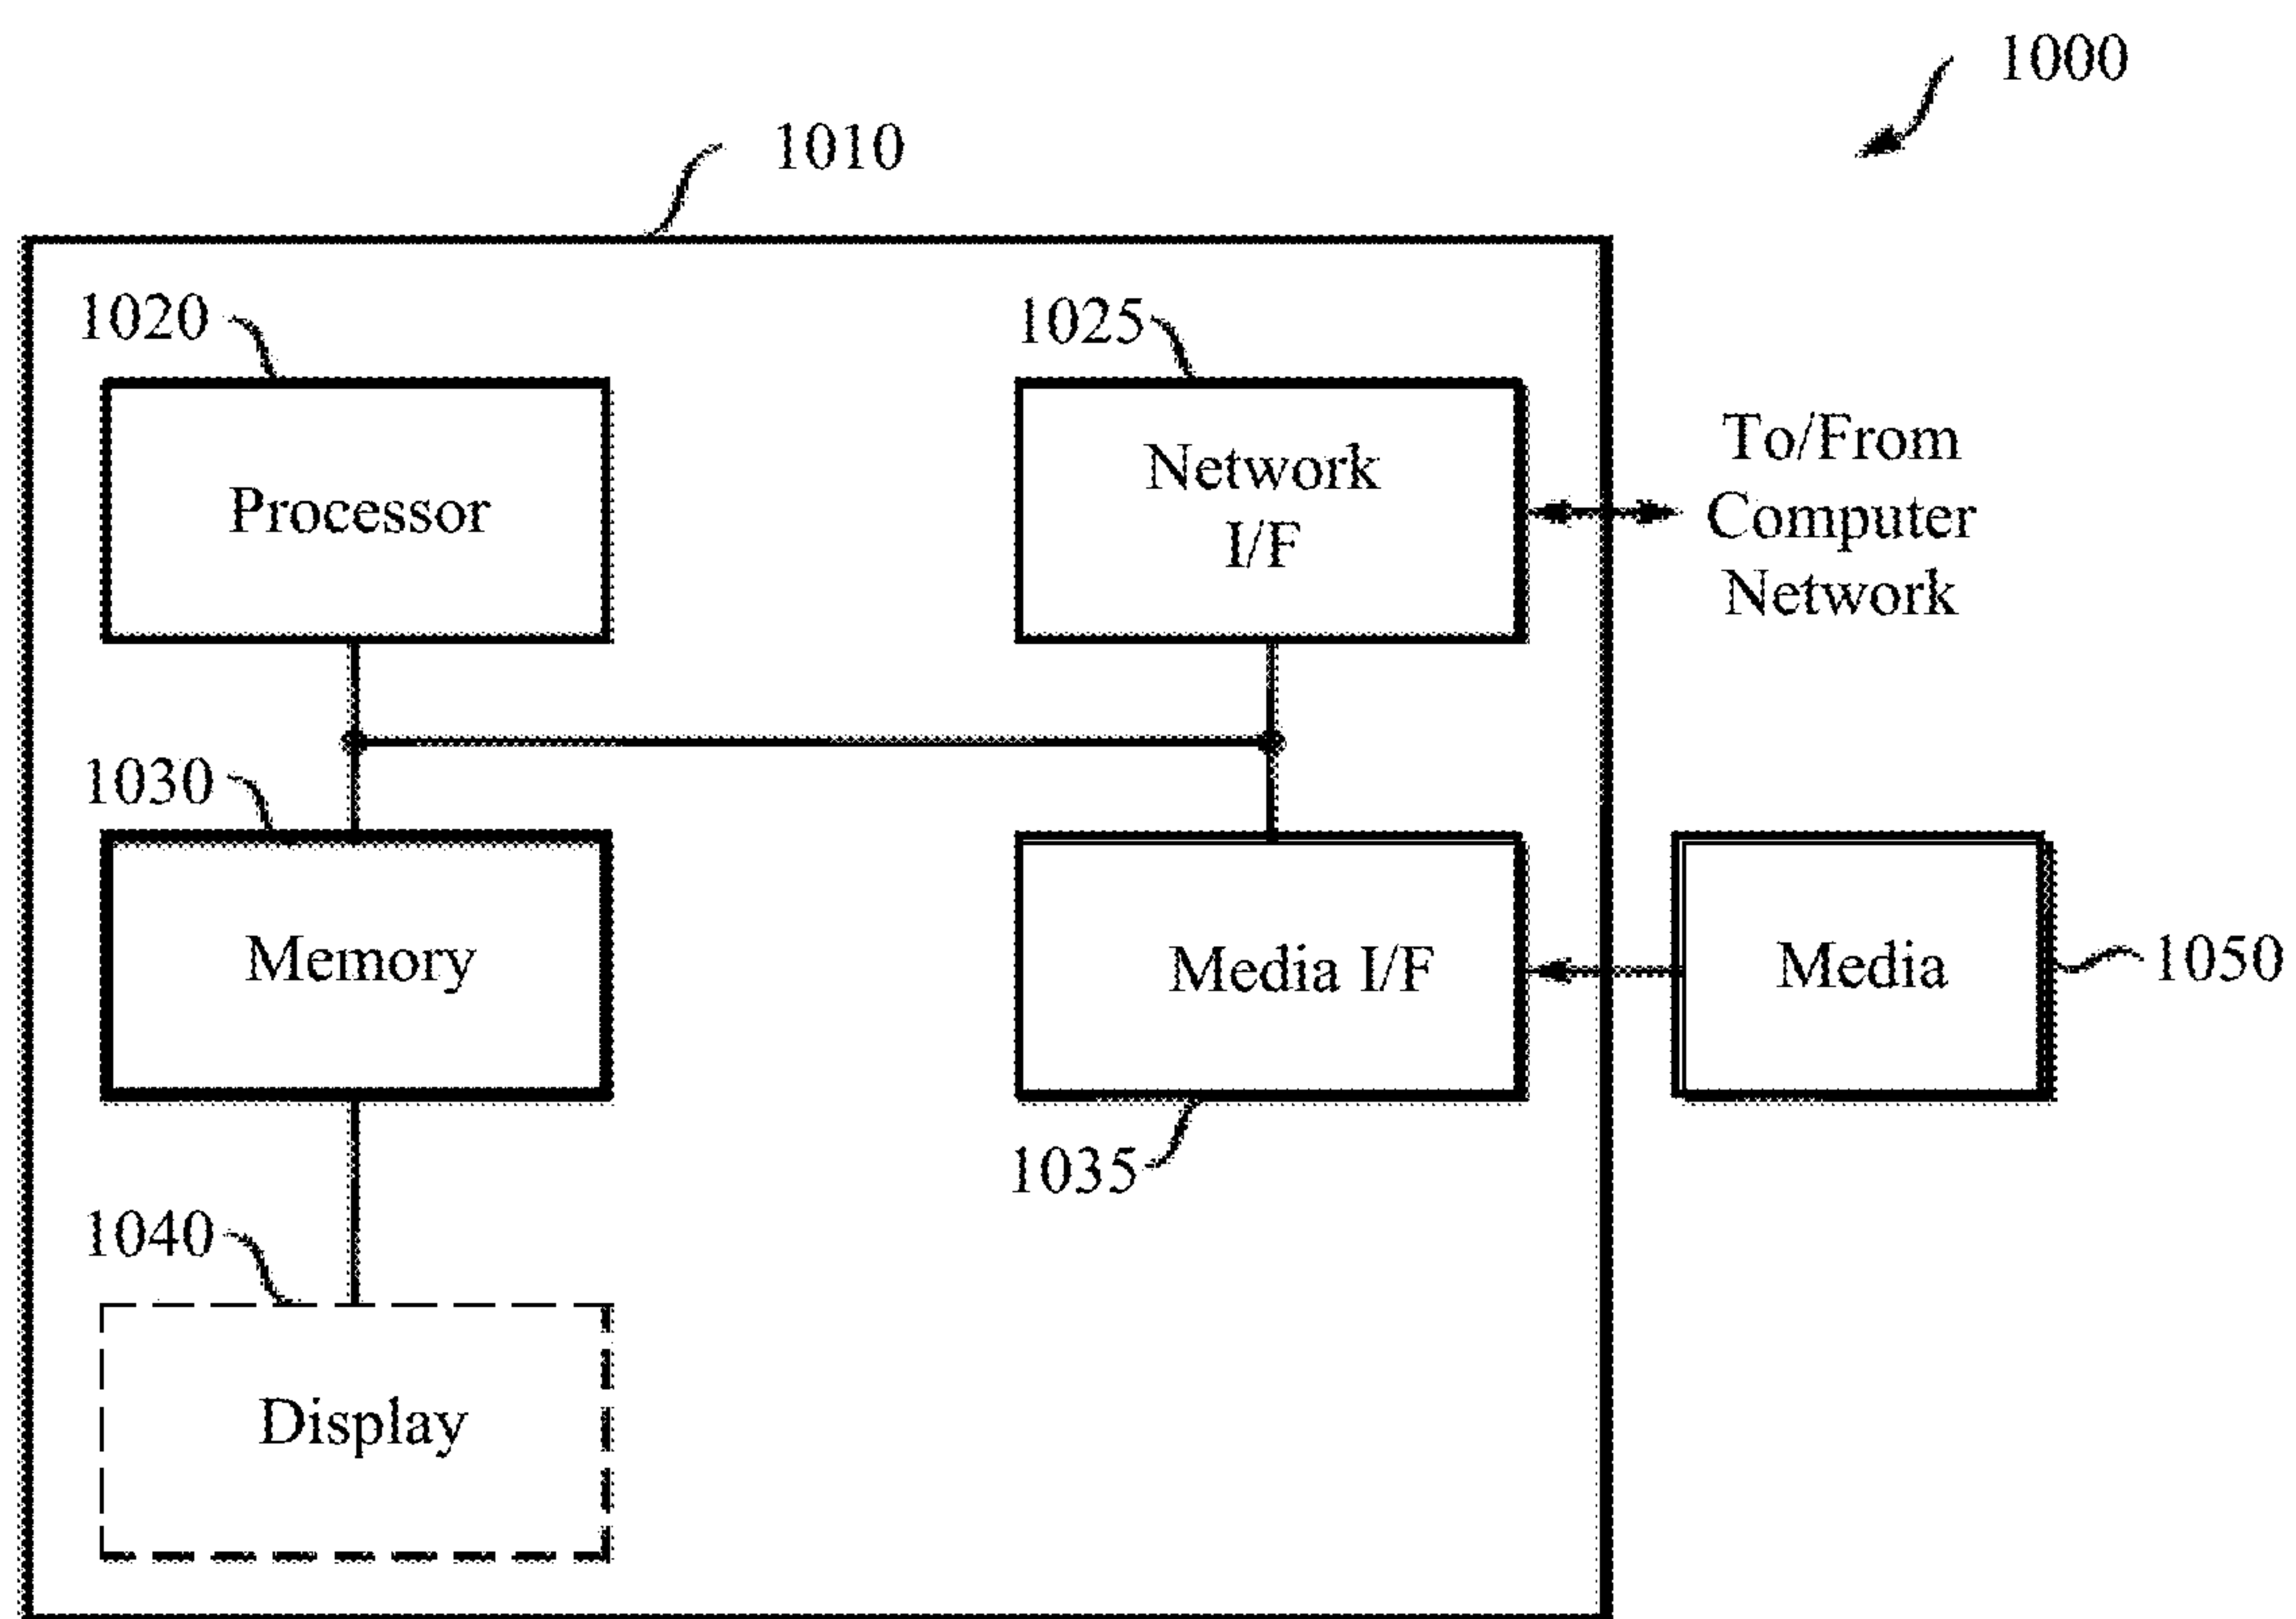 1000
1010
1020
1025
Processor
Network
I/F
To/From
Computer
Network
1030
Memory
Media I/F
Media
1050
1035
1040
Display